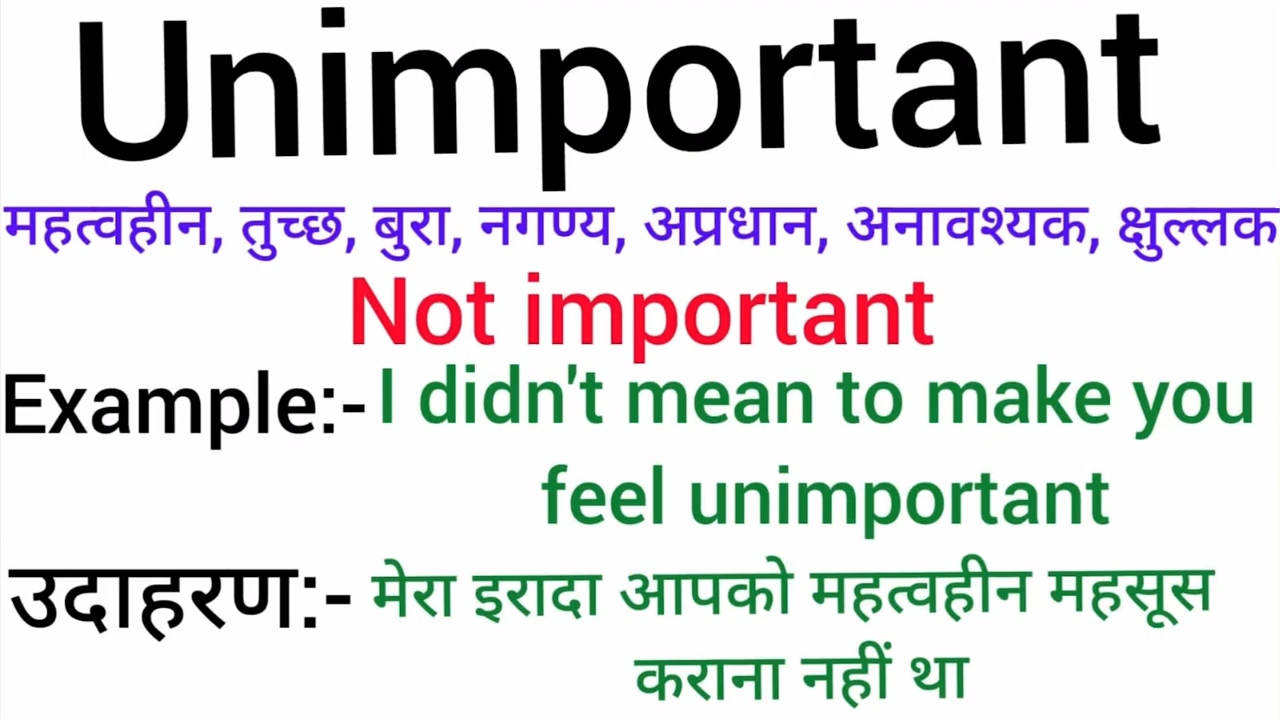 Unimportant
महत्वहीन, तुच्छ, बुरा, नगण्य, अप्रधान, अनावश्यक, क्षुल्लक
Not important
Example:- I didn't mean to make you
feel unimportant
उदाहरण:- मेरा इरादा आपको महत्वहीन महसूस
कराना नहीं था